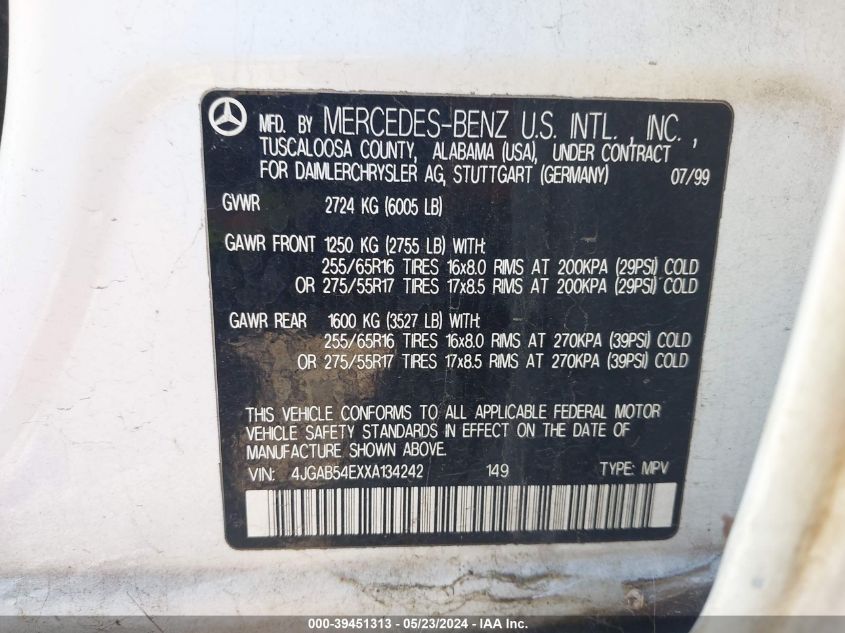 MFD. BY MERCEDES-BENZ U.S. INTL., INC.,
TUSCALOOSA COUNTY, ALABAMA (USA), UNDER CONTRACT
FOR DAIMLERCHRYSLER AG, STUTTGART (GERMANY) 07/99
GVWR 2724 KG (6005 LB)
GAWR FRONT 1250 KG (2755 LB) WITH:
255/65R16 TIRES 16x8.0 RIMS AT 200KPA (29PSI) COLD
OR 275/55R17 TIRES 17x8.5 RIMS AT 200KPA (29PSI) COLD
GAWR REAR 1600 KG (3527 LB) WITH:
255/65R16 TIRES 16x8.0 RIMS AT 270KPA (39PSI) COLD
OR 275/55R17 TIRES 17x8.5 RIMS AT 270KPA (39PSI) COLD
THIS VEHICLE CONFORMS TO ALL APPLICABLE FEDERAL MOTOR
VEHICLE SAFETY STANDARDS IN EFFECT ON THE DATE OF
MANUFACTURE SHOWN ABOVE.
VIN: 4JGAB54EXXA134242 149 TYPE: MPV
000-39451313 - 05/23/2024 - IAA Inc.